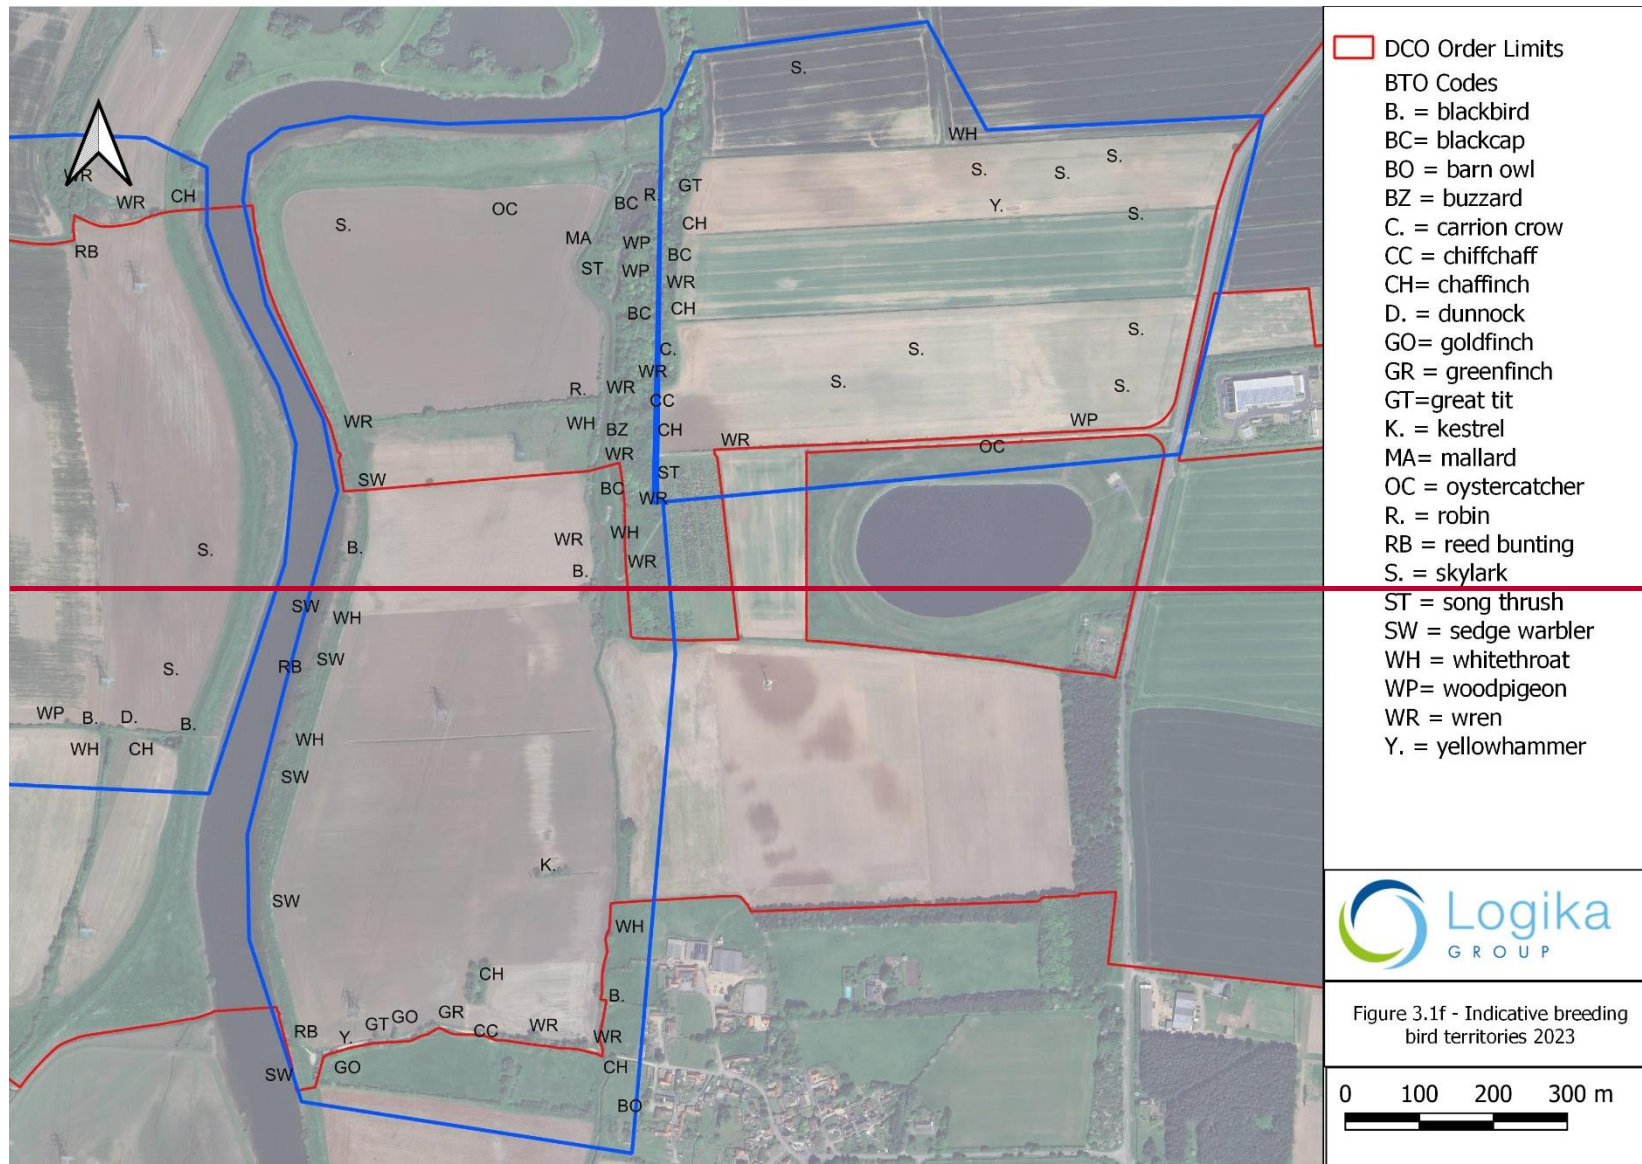 DCO Order Limits
BTO Codes
B. = blackbird
BC= blackcap
BO = barn owl
BZ = buzzard
C. = carrion crow
CC = chiffchaff
CH= chaffinch
D. = dunnock
GO= goldfinch
GR = greenfinch
GT=great tit
K. = kestrel
MA= mallard
OC = oystercatcher
R. = robin
RB = reed bunting
S. = skylark
ST = song thrush
SW = sedge warbler
WH = whitethroat
WP= woodpigeon
WR = wren
Y. = yellowhammer
Logika
GROUP
Figure 3.1f - Indicative breeding
bird territories 2023
0 100 200 300 m
S.
WH
S.
S.
S.
WR
WR
CH
GT
R.
BC
Y.
S.
OC
S.
CH
MA
WP
RB
BC
ST
WP
WR
CH
BC
S.
C.
S.
WR
S.
S.
R.
WR
CC
WR
WH
BZ
CH
WP
WR
OC
WR
ST
SW
BC
WR
WH
WR
B.
S.
WR
B.
SW
WH
SW
RB
S.
WP
B.
D.
B.
WH
CH
WH
SW
K.
SW
WH
CH
B.
GR
GO
GT
RB
Y.
CC
WR
WR
GO
SW
CH
BO